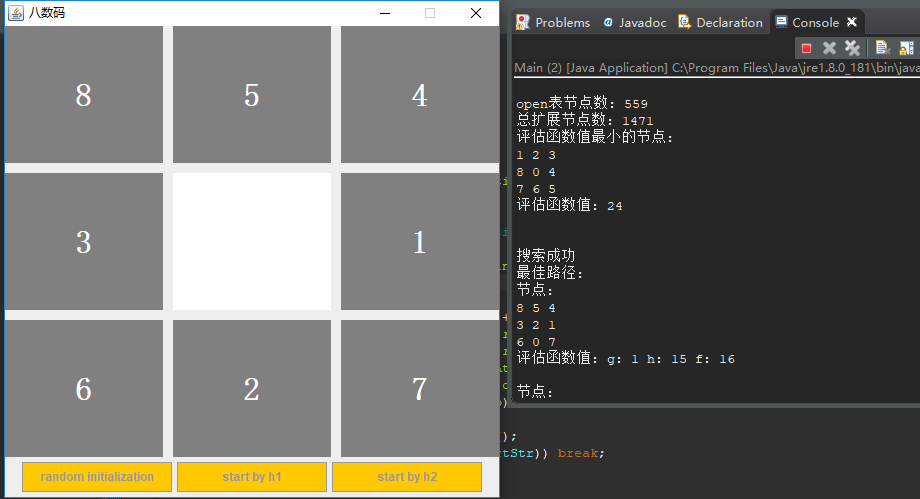 八数码
8 5 4
3 1
6 2 7
random initialization start by h1 start by h2
Problems @ Javadoc Declaration Console
Main (2) [Java Application] C:\Program Files\Java\jre1.8.0_181\bin\java
open表节点数: 559
总扩展节点数: 1471
评估函数值最小的节点:
1 2 3
8 0 4
7 6 5
评估函数值: 24
搜索成功
最佳路径:
节点:
8 5 4
3 2 1
6 0 7
评估函数值: g: 1 h: 15 f: 16
节点:
);
tStr)) break;